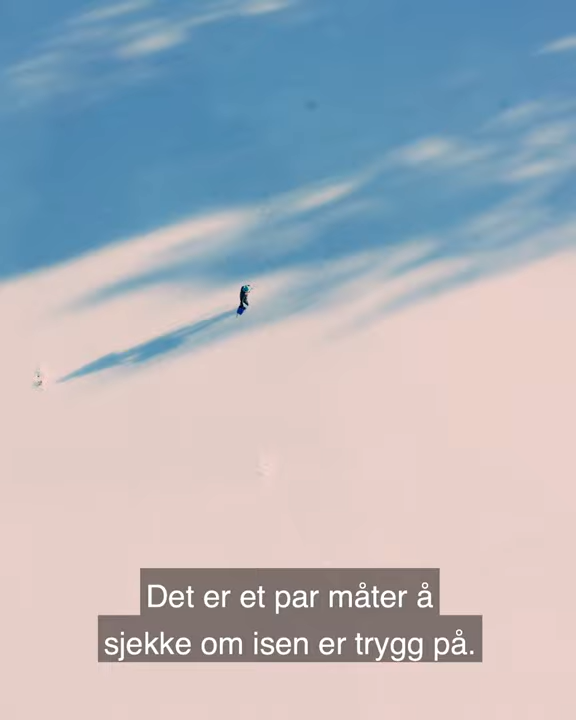 Det er et par måter å
sjekke om isen er trygg på.